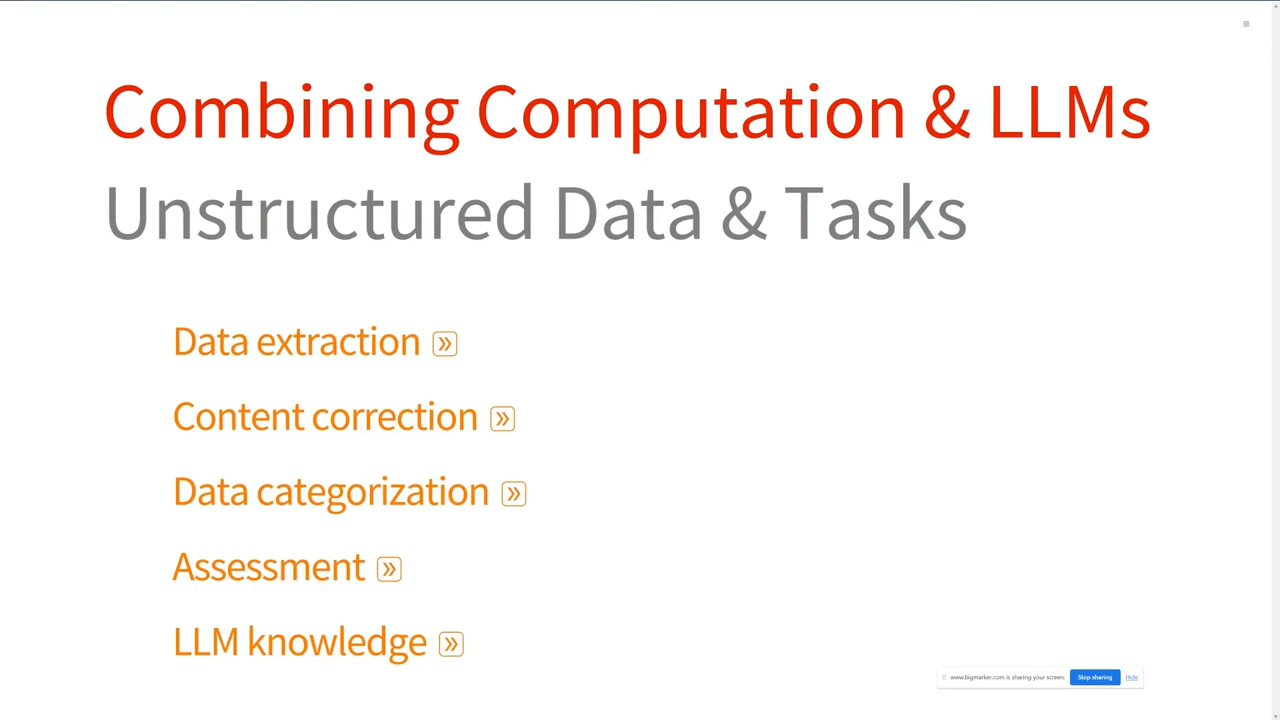 Combining Computation & LLMs
Unstructured Data & Tasks
Data extraction »
Content correction »
Data categorization »
Assessment »
LLM knowledge »
www.bigmarker.com is sharing your screen. Stop sharing Hide